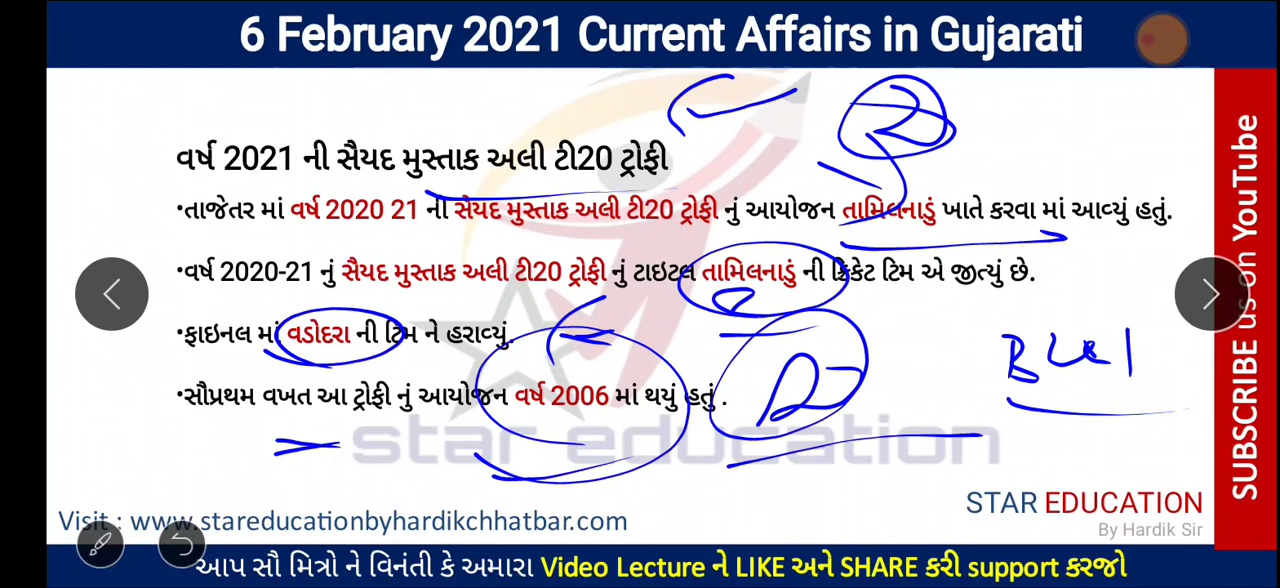 6 February 2021 Current Affairs in Gujarati
વર્ષ 2021 ની સૈયદ મુસ્તાક અલી ટી20 ટ્રોફી
•તાજેતર માં વર્ષ 2020 21 ની સૈયદ મુસ્તાક અલી ટી20 ટ્રોફી નું આયોજન તામિલનાડું ખાતે કરવા માં આવ્યું હતું.
•વર્ષ 2020-21 નું સૈયદ મુસ્તાક અલી ટી20 ટ્રોફી નું ટાઇટલ તામિલનાડું ની ક્રિકેટ ટિમ એ જીત્યું છે.
•ફાઇનલ માં વડોદરા ની ટિમ ને હરાવ્યું.
•સૌપ્રથમ વખત આ ટ્રોફી નું આયોજન વર્ષ 2006 માં થયું હતું .
star education
STAR EDUCATION
By Hardik Sir
Visit : www.stareducationbyhardikchhatbar.com
આપ સૌ મિત્રો ને વિનંતી કે અમારા Video Lecture ને LIKE અને SHARE કરી support કરજો
SUBSCRIBE us on YouTube